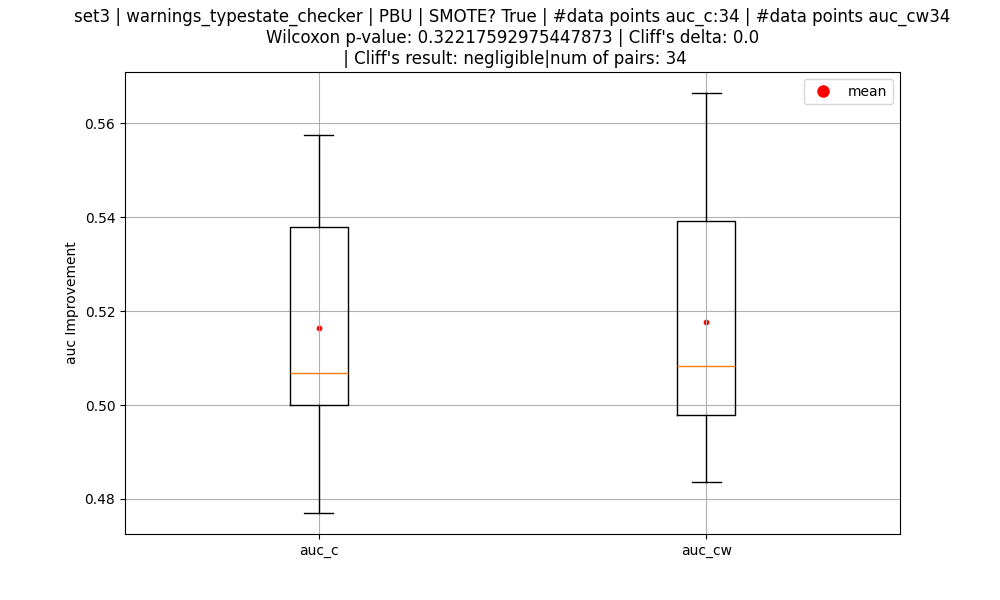 set3 | warnings_typestate_checker | PBU | SMOTE? True | #data points auc_c:34 | #data points auc_cw34
Wilcoxon p-value: 0.32217592975447873 | Cliff's delta: 0.0
| Cliff's result: negligible|num of pairs: 34
mean
0.56
0.54
0.52
0.50
0.48
auc Improvement
auc_c
auc_cw